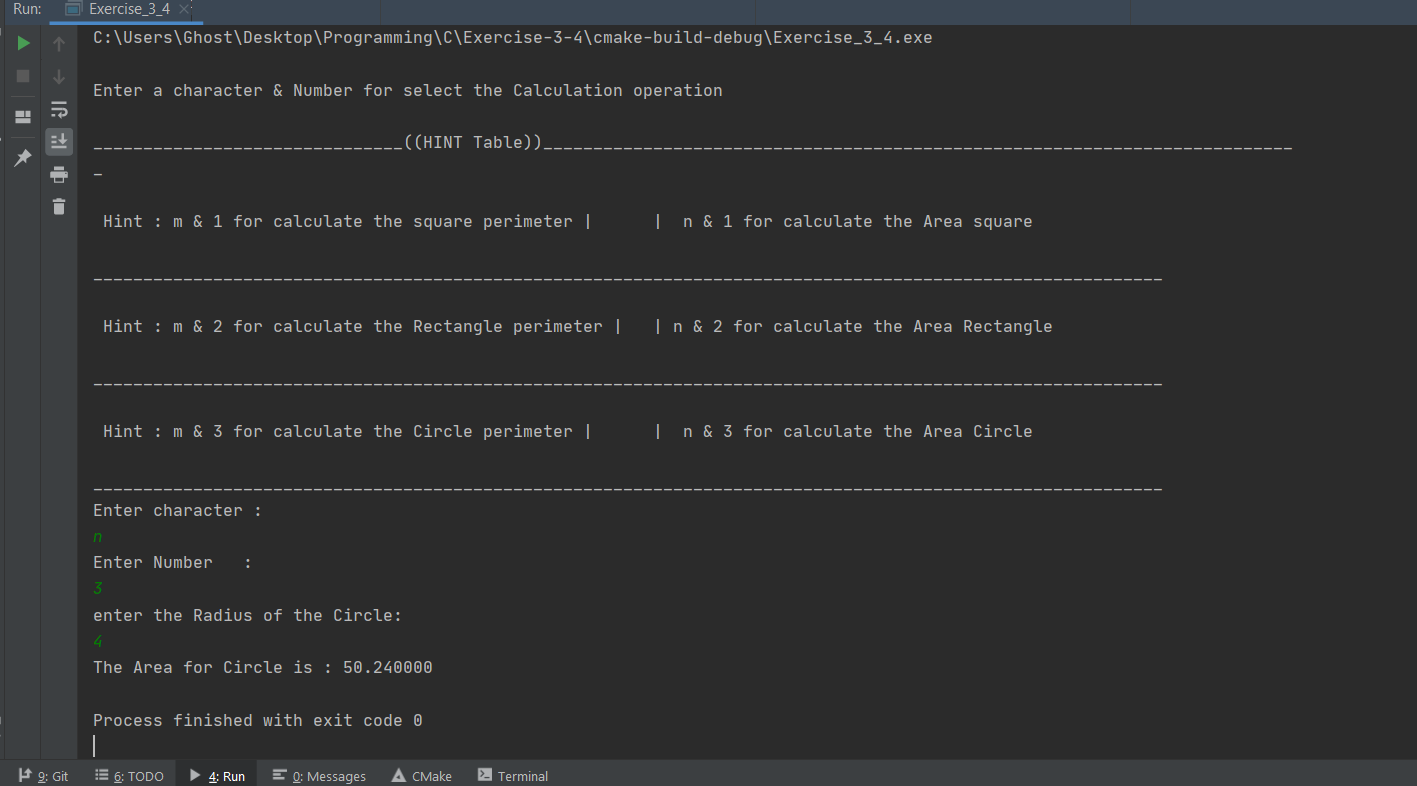 Run: Exercise_3_4
C:\Users\Ghost\Desktop\Programming\C\Exercise-3-4\cmake-build-debug\Exercise_3_4.exe
Enter a character & Number for select the Calculation operation
_______________________________((HINT Table))___________________________________________________________________________
_
Hint : m & 1 for calculate the square perimeter |      |  n & 1 for calculate the Area square
___________________________________________________________________________________________________________
Hint : m & 2 for calculate the Rectangle perimeter |   | n & 2 for calculate the Area Rectangle
___________________________________________________________________________________________________________
Hint : m & 3 for calculate the Circle perimeter |      |  n & 3 for calculate the Area Circle
___________________________________________________________________________________________________________
Enter character :
n
Enter Number   :
3
enter the Radius of the Circle:
4
The Area for Circle is : 50.240000
Process finished with exit code 0
9: Git 6: TODO 4: Run 0: Messages CMake Terminal